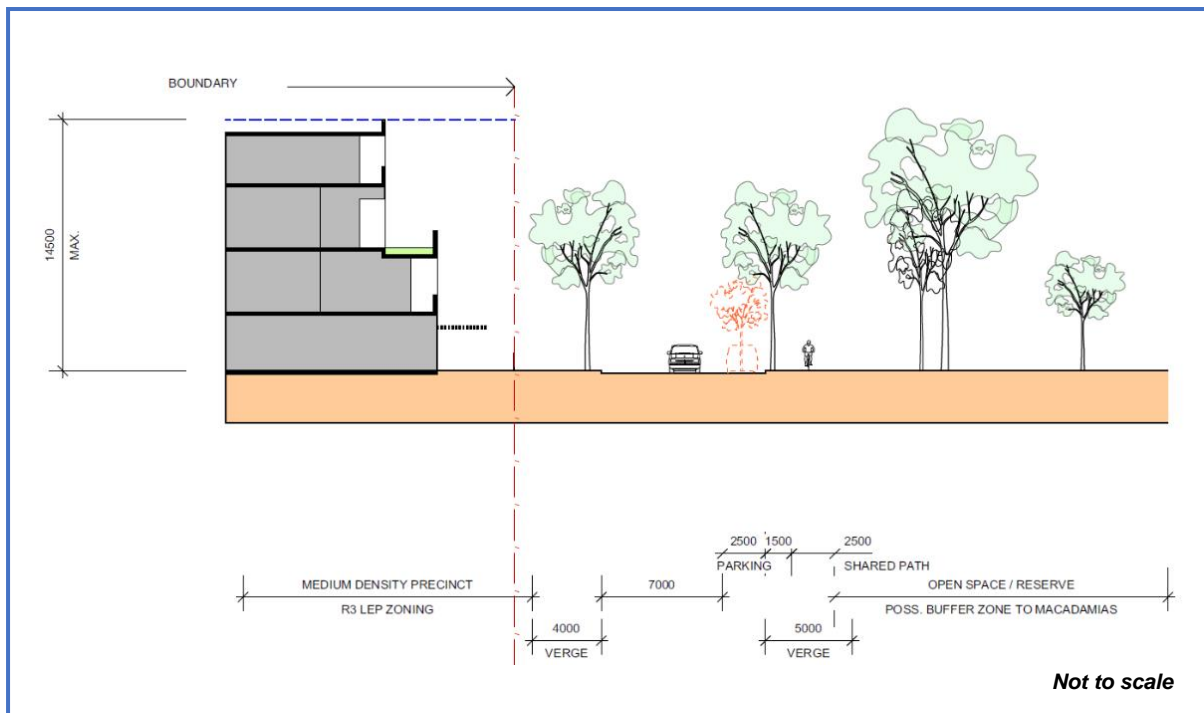 BOUNDARY
14500
MAX.
2500 1500 2500
PARKING SHARED PATH
MEDIUM DENSITY PRECINCT 7000 OPEN SPACE / RESERVE
R3 LEP ZONING POSS. BUFFER ZONE TO MACADAMIAS
4000 5000
VERGE VERGE
Not to scale